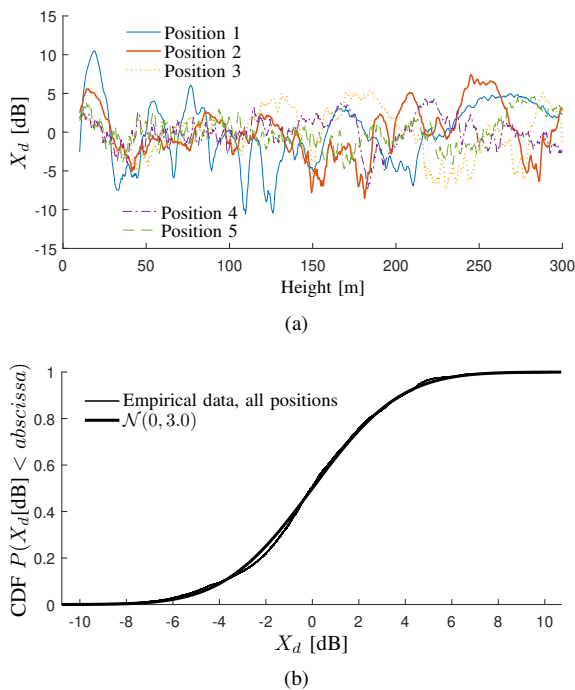 15
10
5
0
-5
-10
-15
X_d [dB]
Position 1
Position 2
Position 3
Position 4
Position 5
0 50 100 150 200 250 300
Height [m]
(a)
1
0.8
0.6
0.4
0.2
0
CDF P(X_d[dB] < abscissa)
Empirical data, all positions
𝒩(0, 3.0)
-10 -8 -6 -4 -2 0 2 4 6 8 10
X_d [dB]
(b)